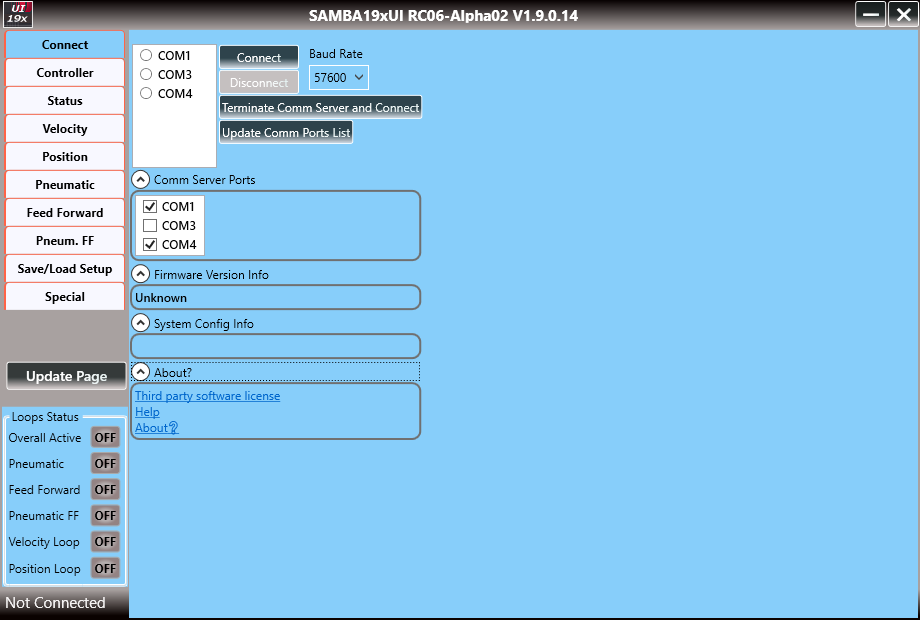 UI
19x
SAMBA19xUI RC06-Alpha02 V1.9.0.14
Connect
Controller
Status
Velocity
Position
Pneumatic
Feed Forward
Pneum. FF
Save/Load Setup
Special
Update Page
Loops Status
Overall Active OFF
Pneumatic OFF
Feed Forward OFF
Pneumatic FF OFF
Velocity Loop OFF
Position Loop OFF
Not Connected
COM1
COM3
COM4
Connect
Disconnect
Baud Rate
57600
Terminate Comm Server and Connect
Update Comm Ports List
Comm Server Ports
COM1
COM3
COM4
Firmware Version Info
Unknown
System Config Info
About?
Third party software license
Help
About?